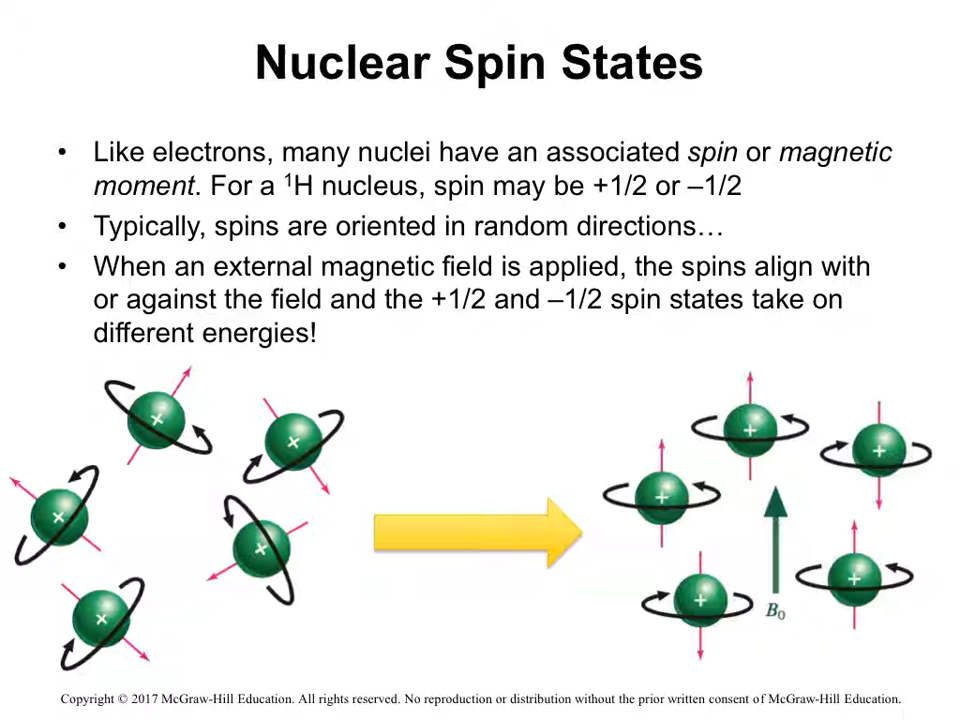 Nuclear Spin States
• Like electrons, many nuclei have an associated spin or magnetic
moment. For a ¹H nucleus, spin may be +1/2 or –1/2
• Typically, spins are oriented in random directions…
• When an external magnetic field is applied, the spins align with
or against the field and the +1/2 and –1/2 spin states take on
different energies!
+
+
+
+
+
+
+
+
+
+
B₀
Copyright © 2017 McGraw-Hill Education. All rights reserved. No reproduction or distribution without the prior written consent of McGraw-Hill Education.